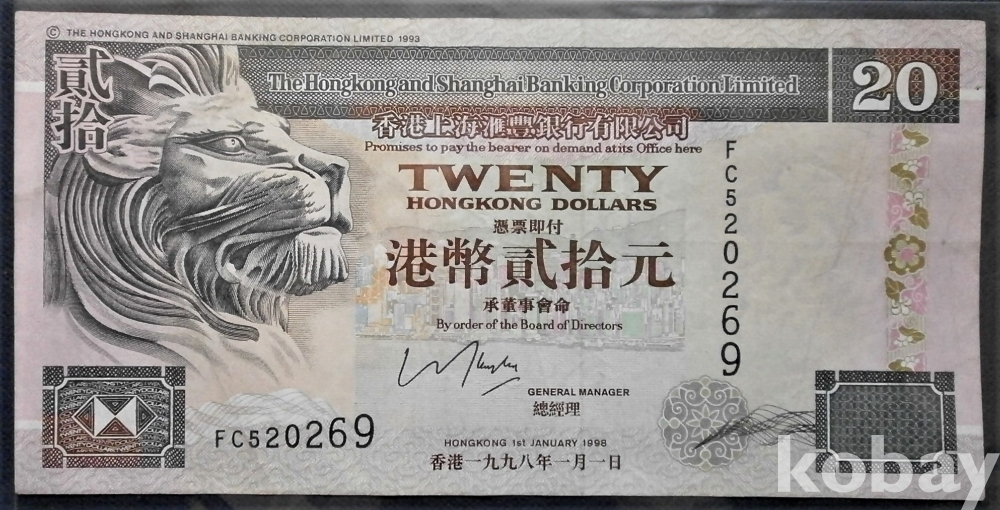 © THE HONGKONG AND SHANGHAI BANKING CORPORATION LIMITED 1993
貳拾
The Hongkong and Shanghai Banking Corporation Limited
20
香港上海滙豐銀行有限公司
Promises to pay the bearer on demand at its Office here
TWENTY
HONGKONG DOLLARS
憑票即付
港幣貳拾元
承董事會命
By order of the Board of Directors
GENERAL MANAGER
總經理
FC520269
FC520269
HONGKONG 1st JANUARY 1998
香港一九九八年一月一日
kobay